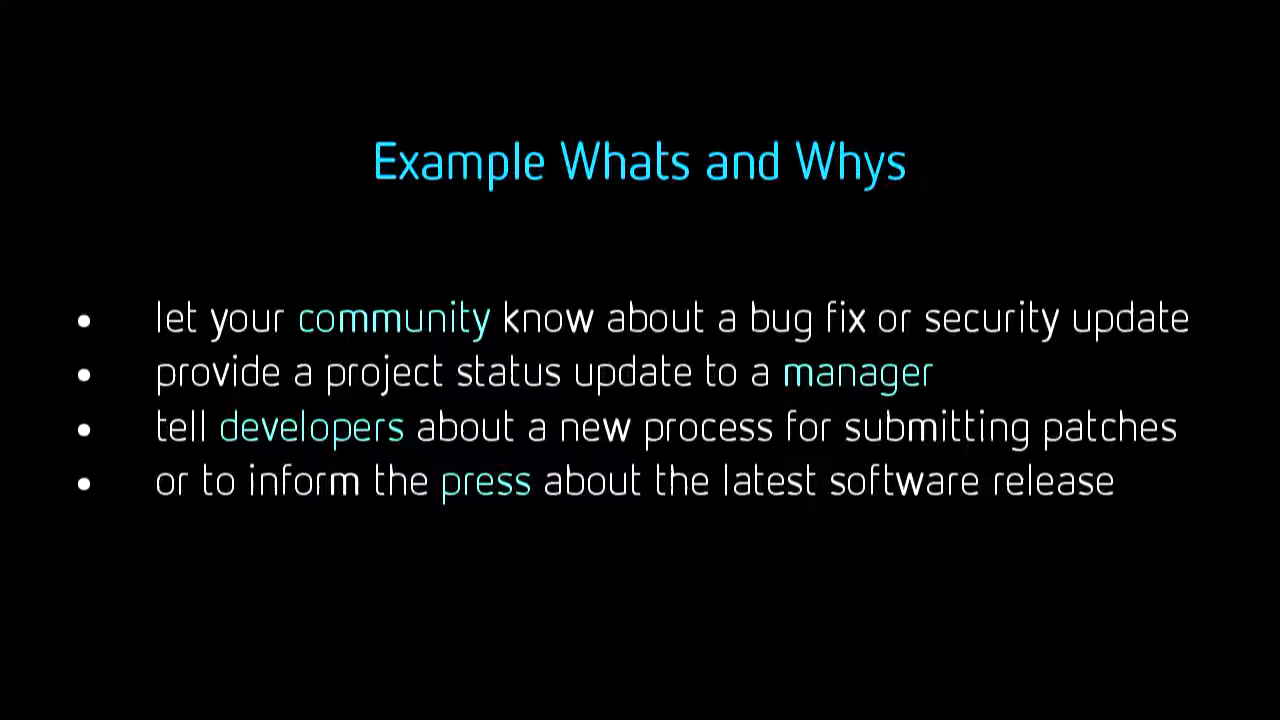 Example Whats and Whys
• let your community know about a bug fix or security update
• provide a project status update to a manager
• tell developers about a new process for submitting patches
• or to inform the press about the latest software release